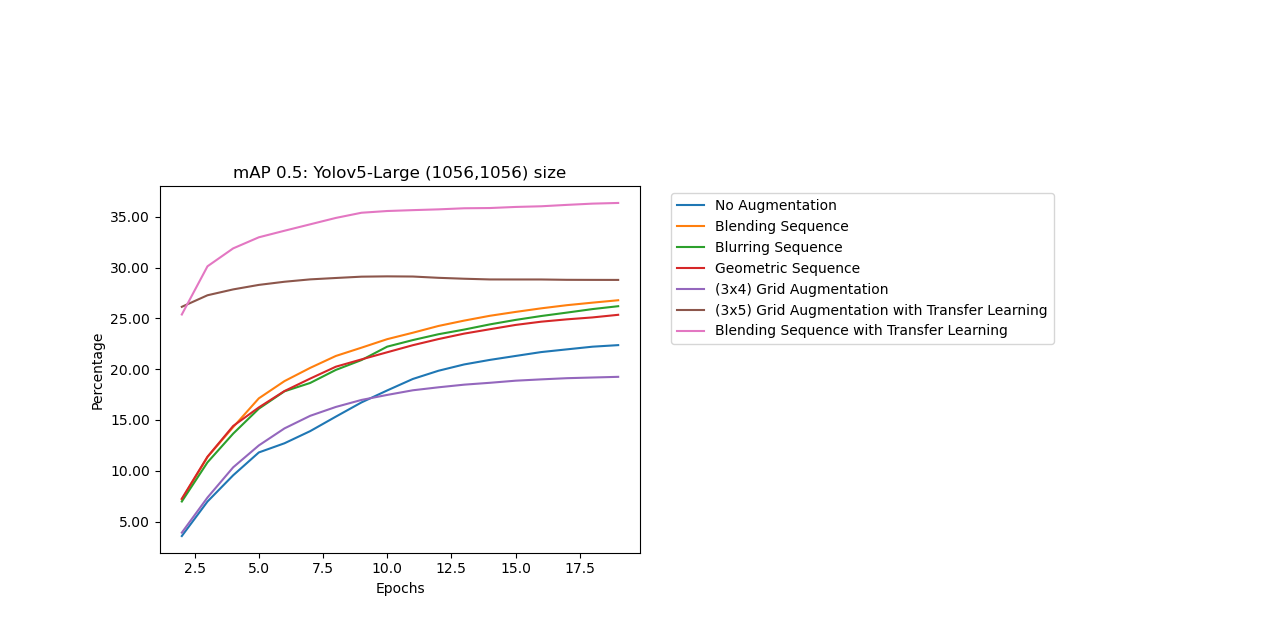 mAP 0.5: Yolov5-Large (1056,1056) size
35.00
30.00
25.00
20.00
15.00
10.00
5.00
Percentage
2.5 5.0 7.5 10.0 12.5 15.0 17.5
Epochs
No Augmentation
Blending Sequence
Blurring Sequence
Geometric Sequence
(3x4) Grid Augmentation
(3x5) Grid Augmentation with Transfer Learning
Blending Sequence with Transfer Learning